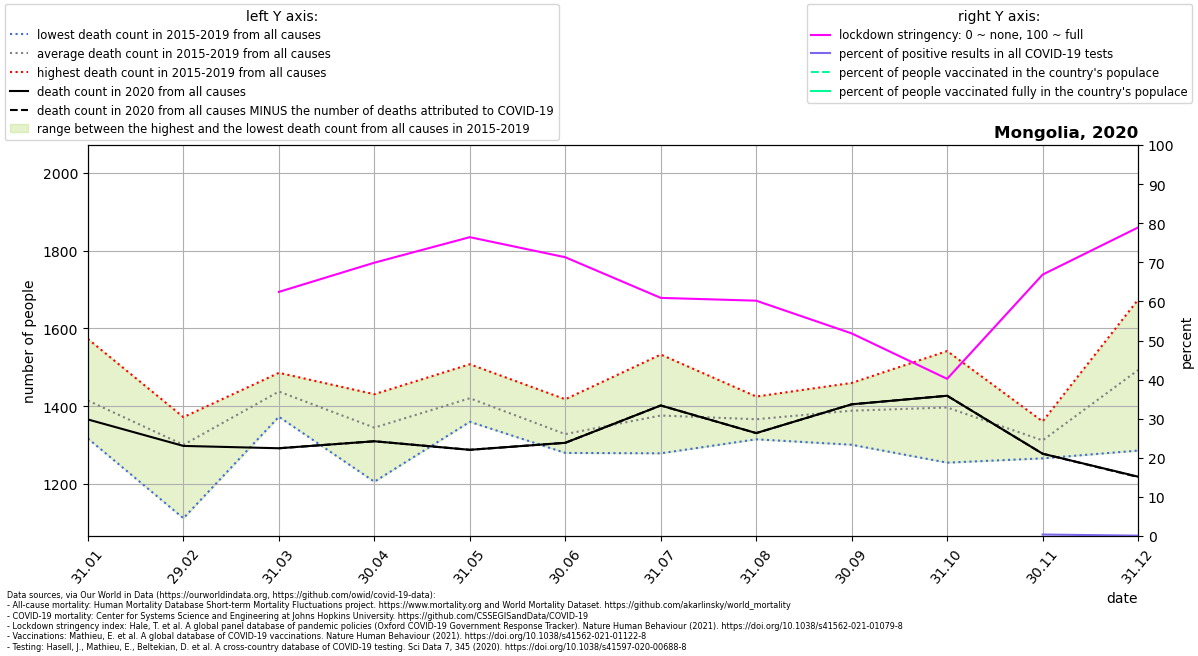 left Y axis:
lowest death count in 2015-2019 from all causes
average death count in 2015-2019 from all causes
highest death count in 2015-2019 from all causes
death count in 2020 from all causes
death count in 2020 from all causes MINUS the number of deaths attributed to COVID-19
range between the highest and the lowest death count from all causes in 2015-2019
right Y axis:
lockdown stringency: 0 ~ none, 100 ~ full
percent of positive results in all COVID-19 tests
percent of people vaccinated in the country's populace
percent of people vaccinated fully in the country's populace
Mongolia, 2020
number of people
2000
1800
1600
1400
1200
100
90
80
70
60
50
40
30
20
10
0
percent
31.01
29.02
31.03
30.04
31.05
30.06
31.07
31.08
30.09
31.10
30.11
31.12
date
Data sources, via Our World in Data (https://ourworldindata.org, https://github.com/owid/covid-19-data):
- All-cause mortality: Human Mortality Database Short-term Mortality Fluctuations project. https://www.mortality.org and World Mortality Dataset. https://github.com/akarlinsky/world_mortality
- COVID-19 mortality: Center for Systems Science and Engineering at Johns Hopkins University. https://github.com/CSSEGISandData/COVID-19
- Lockdown stringency index: Hale, T. et al. A global panel database of pandemic policies (Oxford COVID-19 Government Response Tracker). Nature Human Behaviour (2021). https://doi.org/10.1038/s41562-021-01079-8
- Vaccinations: Mathieu, E. et al. A global database of COVID-19 vaccinations. Nature Human Behaviour (2021). https://doi.org/10.1038/s41562-021-01122-8
- Testing: Hasell, J., Mathieu, E., Beltekian, D. et al. A cross-country database of COVID-19 testing. Sci Data 7, 345 (2020). https://doi.org/10.1038/s41597-020-00688-8